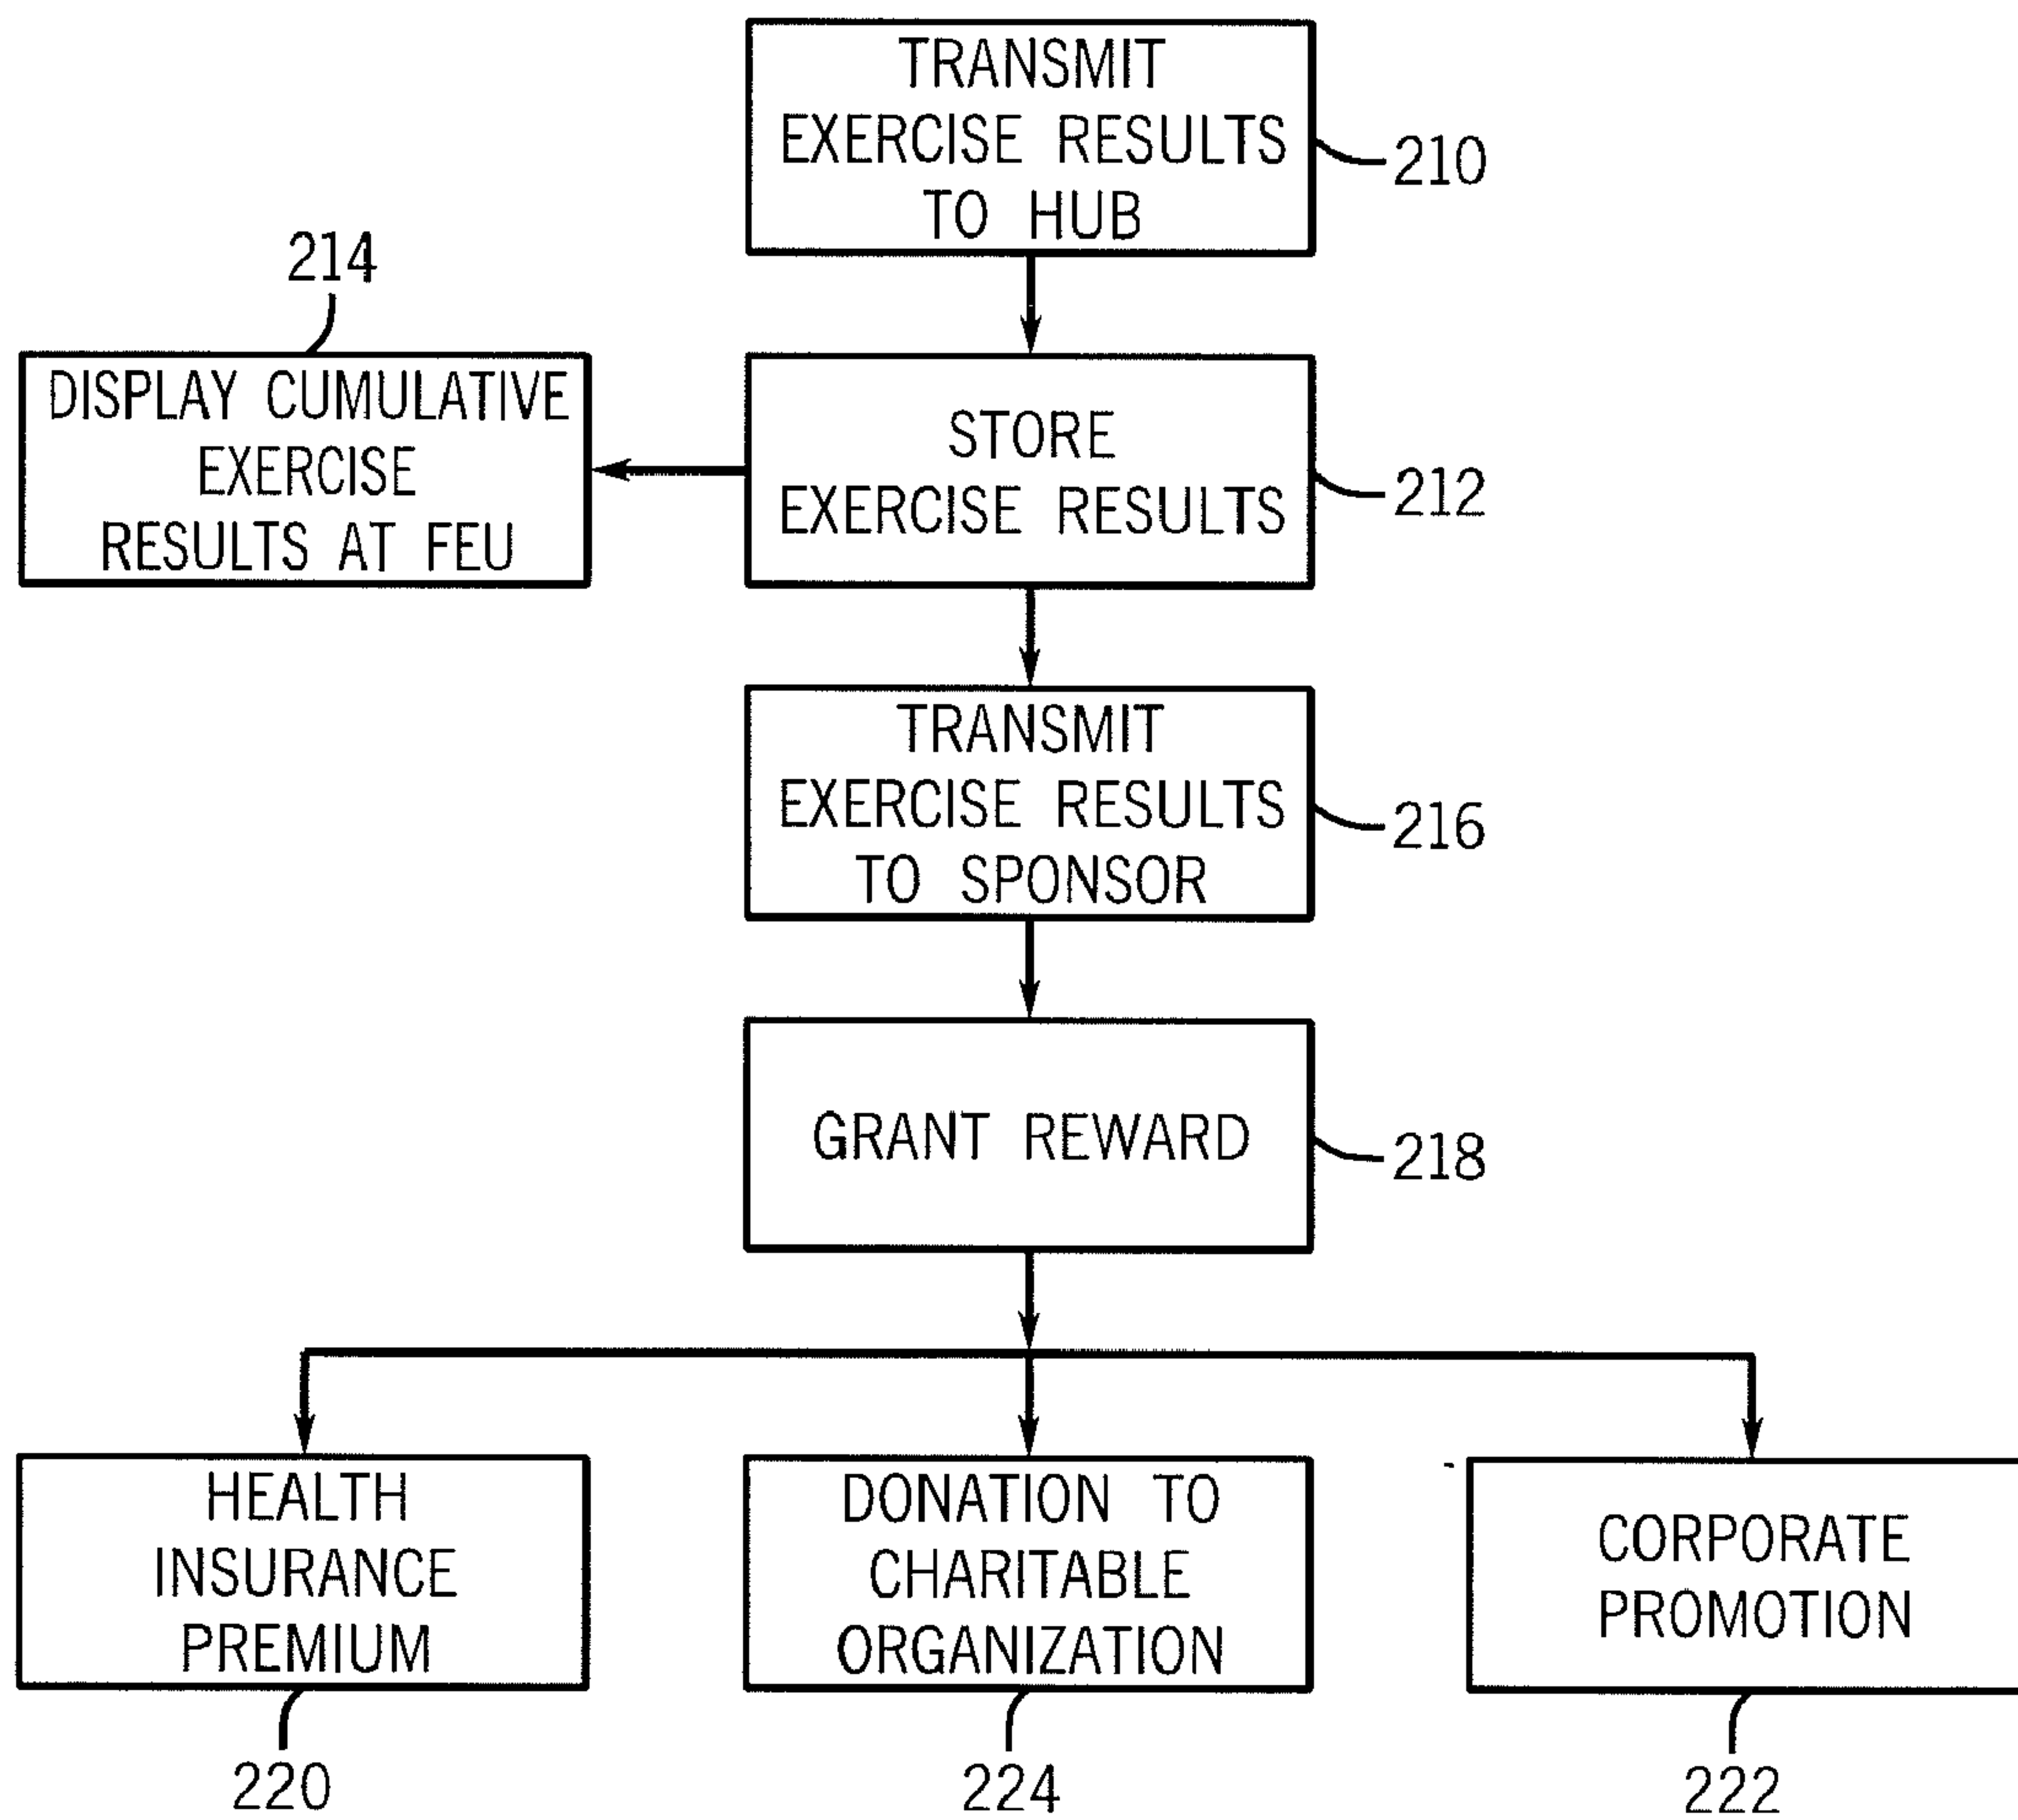 TRANSMIT
EXERCISE RESULTS
TO HUB
210
214
DISPLAY CUMULATIVE
EXERCISE
RESULTS AT FEU
STORE
EXERCISE RESULTS
212
TRANSMIT
EXERCISE RESULTS
TO SPONSOR
216
GRANT REWARD
218
HEALTH
INSURANCE
PREMIUM
220
DONATION TO
CHARITABLE
ORGANIZATION
224
CORPORATE
PROMOTION
222